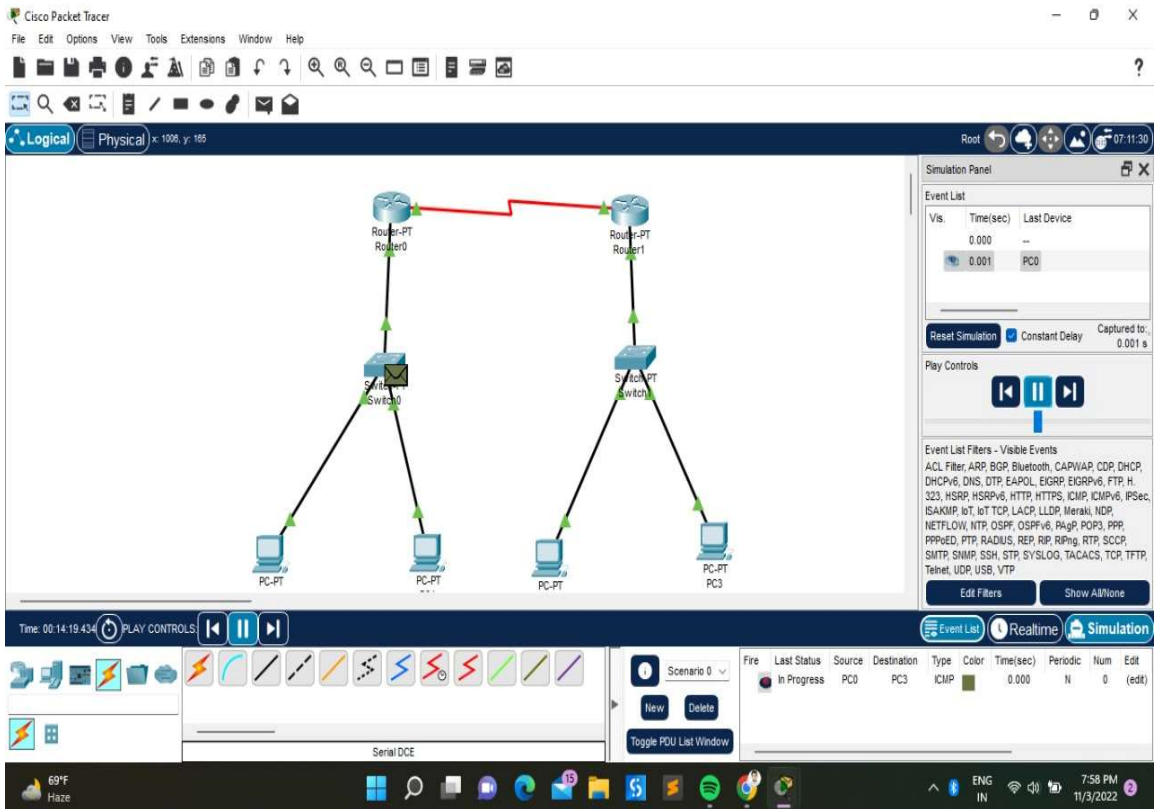 Cisco Packet Tracer
File Edit Options View Tools Extensions Window Help
?
Logical Physical x: 1006, y: 165 Root 07:11:30
Simulation Panel
Event List
Vis. Time(sec) Last Device
0.000 --
0.001 PC0
Reset Simulation Constant Delay Captured to:
0.001 s
Play Controls
Event List Filters - Visible Events
ACL Filter, ARP, BGP, Bluetooth, CAPWAP, CDP, DHCP,
DHCPv6, DNS, DTP, EAPOL, EIGRP, EIGRPv6, FTP, H.
323, HSRP, HSRPv6, HTTP, HTTPS, ICMP, ICMPv6, IPSec,
ISAKMP, IoT, IoT TCP, LACP, LLDP, Meraki, NDP,
NETFLOW, NTP, OSPF, OSPFv6, PAgP, POP3, PPP,
PPPoED, PTP, RADIUS, REP, RIP, RIPng, RTP, SCCP,
SMTP, SNMP, SSH, STP, SYSLOG, TACACS, TCP, TFTP,
Telnet, UDP, USB, VTP
Edit Filters Show All/None
Router-PT
Router0
Router-PT
Router1
Switch0
Switch-PT
PC-PT
PC-PT
PC-PT
PC-PT
PC3
Time: 00:14:19.434 PLAY CONTROLS:
Event List Realtime Simulation
Serial DCE
Scenario 0
New Delete
Toggle PDU List Window
Fire Last Status Source Destination Type Color Time(sec) Periodic Num Edit
In Progress PC0 PC3 ICMP 0.000 N 0 (edit)
69°F
Haze
15
ENG
IN
7:58 PM
11/3/2022
2